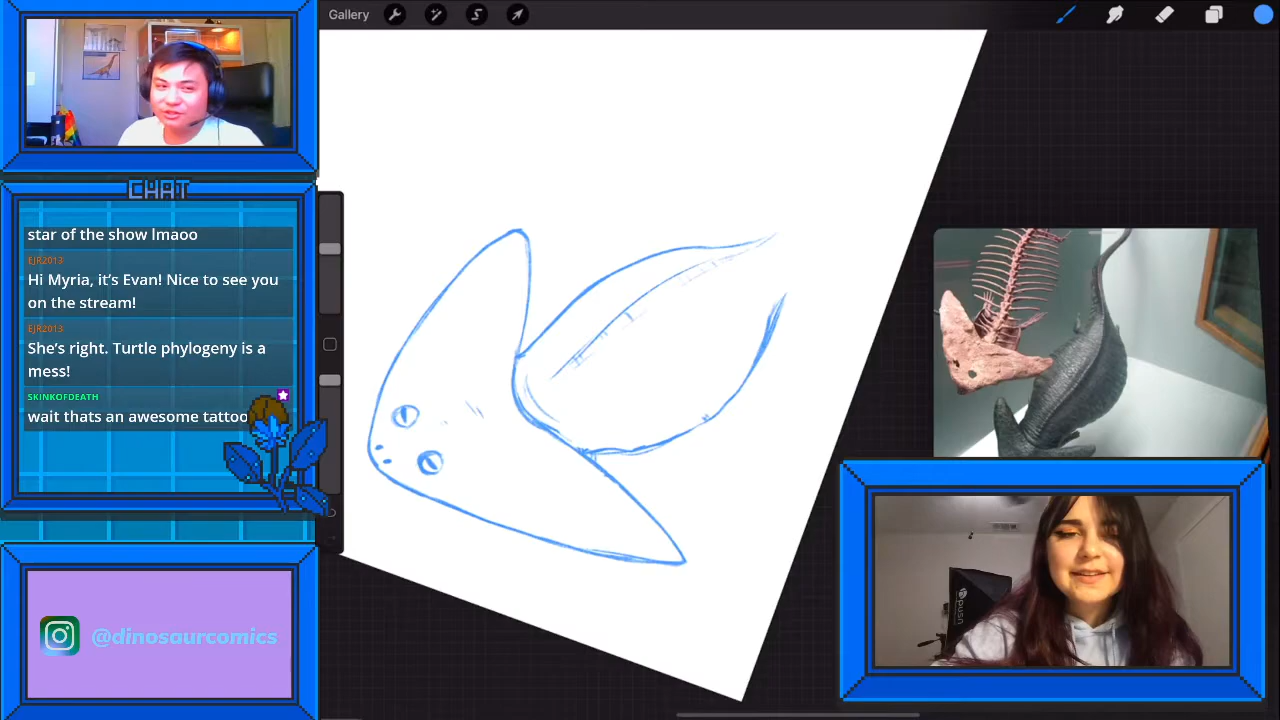 Gallery
CHAT
star of the show lmaoo
EJR2013
Hi Myria, it's Evan! Nice to see you
on the stream!
EJR2013
She's right. Turtle phylogeny is a
mess!
SKINKOFDEATH
wait thats an awesome tattoo
@dinosaurcomics